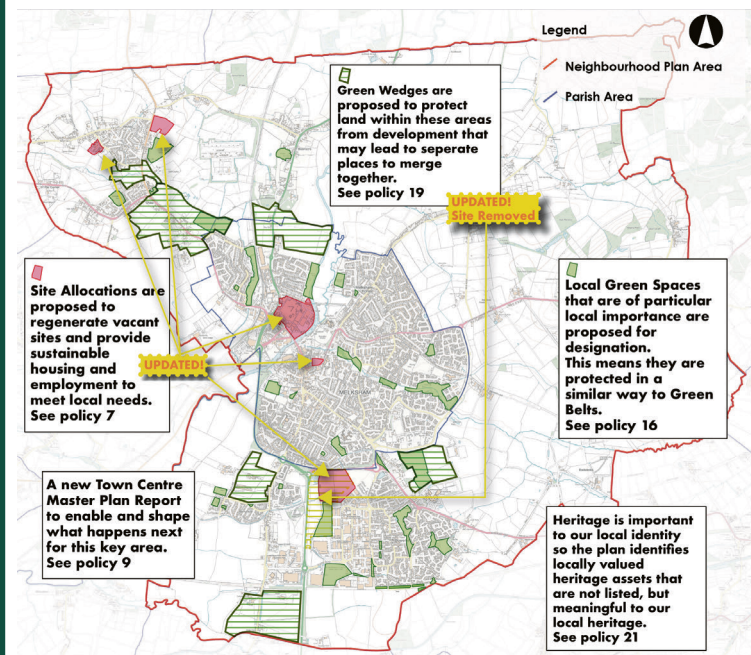 Legend
Neighbourhood Plan Area
Parish Area
Green Wedges are
proposed to protect
land within these areas
from development that
may lead to seperate
places to merge
together.
See policy 19
UPDATED!
Site Removed
Site Allocations are
proposed to
regenerate vacant
sites and provide
sustainable
housing and
employment to
meet local needs.
See policy 7
UPDATED!
Local Green Spaces
that are of particular
local importance are
proposed for
designation.
This means they are
protected in a
similar way to Green
Belts.
See policy 16
MELKSHAM
A new Town Centre
Master Plan Report
to enable and shape
what happens next
for this key area.
See policy 9
Heritage is important
to our local identity
so the plan identifies
locally valued
heritage assets that
are not listed, but
meaningful to our
local heritage.
See policy 21